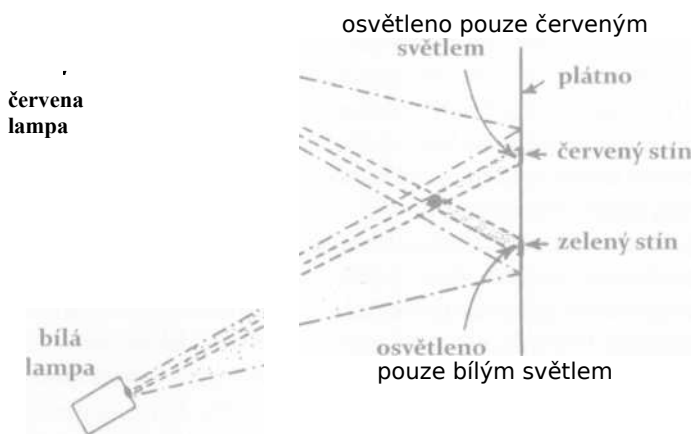 osvětleno pouze červeným
světlem
plátno
červena
lampa
červený stín
zelený stín
bílá
lampa
osvětleno
pouze bílým světlem